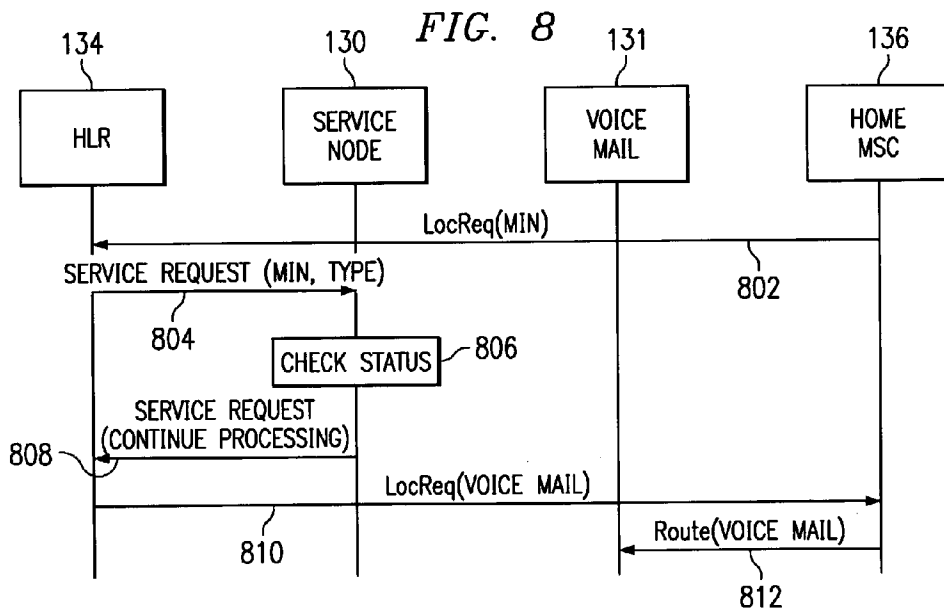 FIG. 8
134
130
131
136
HLR
SERVICE
NODE
VOICE
MAIL
HOME
MSC
LocReq(MIN)
802
SERVICE REQUEST (MIN, TYPE)
804
CHECK STATUS
806
SERVICE REQUEST
(CONTINUE PROCESSING)
808
LocReq(VOICE MAIL)
810
Route(VOICE MAIL)
812